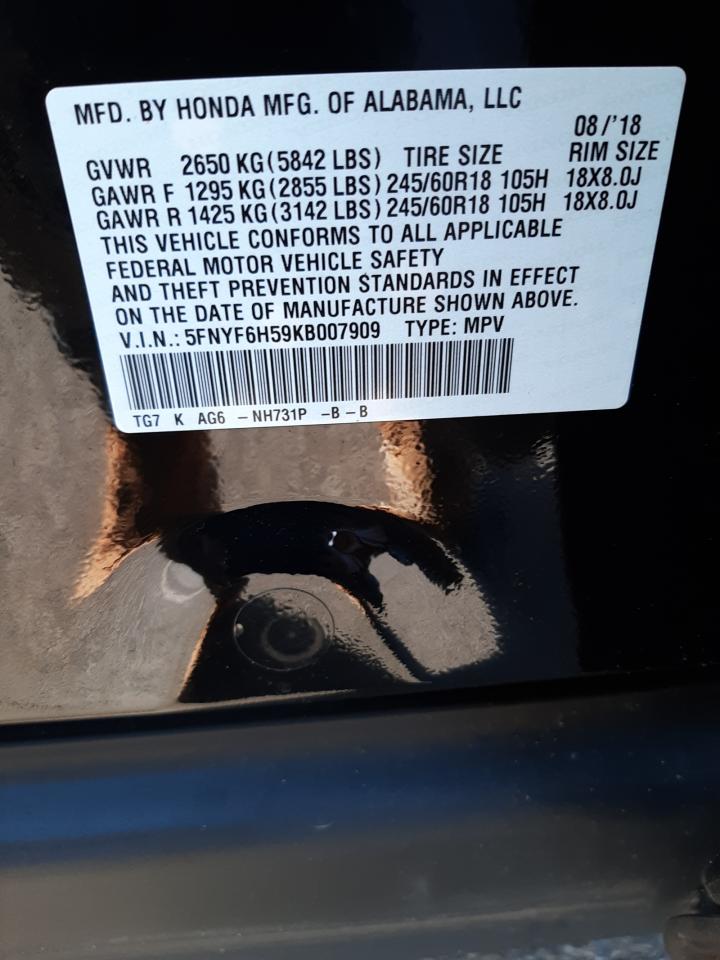 MFD. BY HONDA MFG. OF ALABAMA, LLC
08/'18
GVWR 2650 KG(5842 LBS) TIRE SIZE RIM SIZE
GAWR F 1295 KG(2855 LBS) 245/60R18 105H 18X8.0J
GAWR R 1425 KG(3142 LBS) 245/60R18 105H 18X8.0J
THIS VEHICLE CONFORMS TO ALL APPLICABLE
FEDERAL MOTOR VEHICLE SAFETY
AND THEFT PREVENTION STANDARDS IN EFFECT
ON THE DATE OF MANUFACTURE SHOWN ABOVE.
V.I.N.: 5FNYF6H59KB007909 TYPE: MPV
TG7 K AG6 -NH731P -B-B